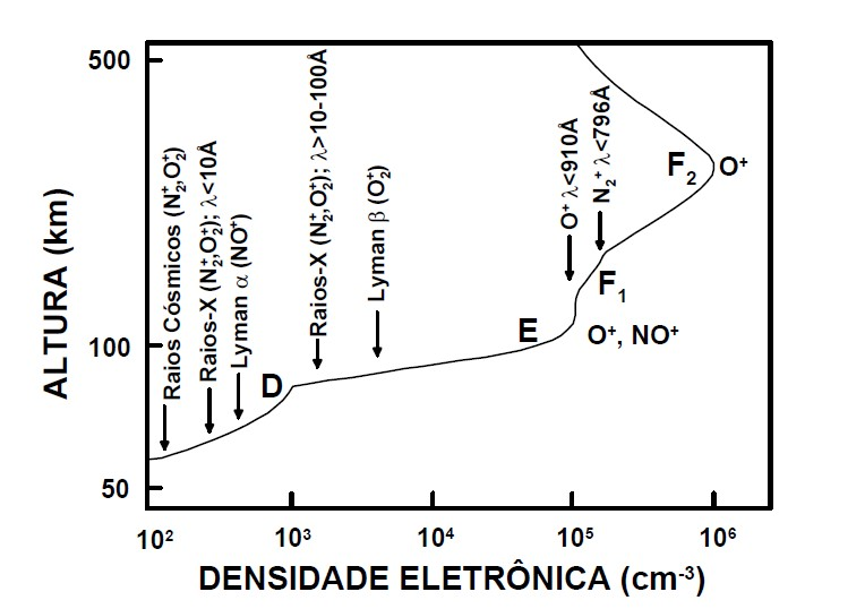 500
100
50
ALTURA (km)
Raios Cósmicos (N₂⁺,O₂⁺)
Raios-X (N₂⁺,O₂⁺); λ<10Å
Lyman α (NO⁺)
Raios-X (N₂⁺,O₂⁺); λ>10-100Å
Lyman β (O₂⁺)
O⁺ λ<910Å
N₂⁺ λ<796Å
F₂ O⁺
F₁
E O⁺, NO⁺
D
10² 10³ 10⁴ 10⁵ 10⁶
DENSIDADE ELETRÔNICA (cm⁻³)